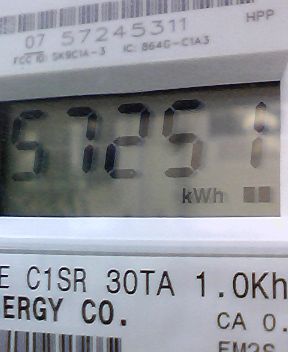 HPP
07 57245311
FCC ID: SK9C1A-3 IC: 864G-C1A3
57251
kWh
E C1SR 30TA 1.0Kh
ERGY CO.
CA 0.
EM2S